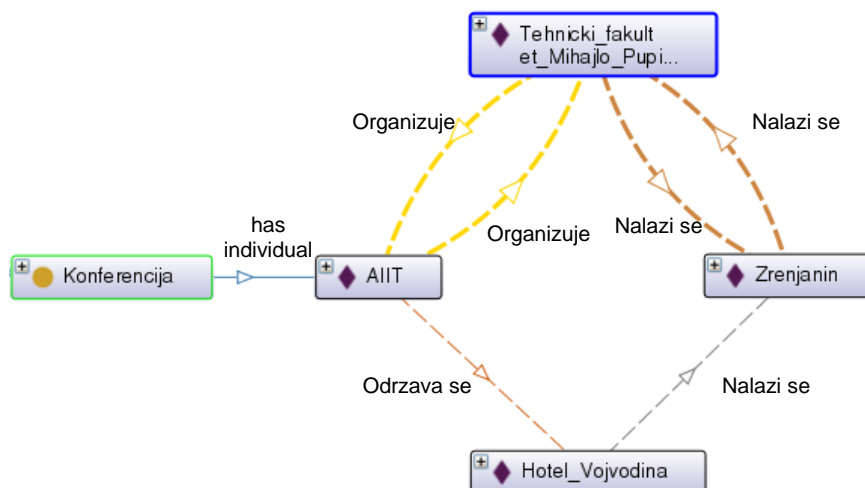 Tehnicki_fakult
et_Mihajlo_Pupi...
Organizuje
Nalazi se
has
individual
Organizuje
Nalazi se
Konferencija
AIIT
Zrenjanin
Odrzava se
Nalazi se
Hotel_Vojvodina